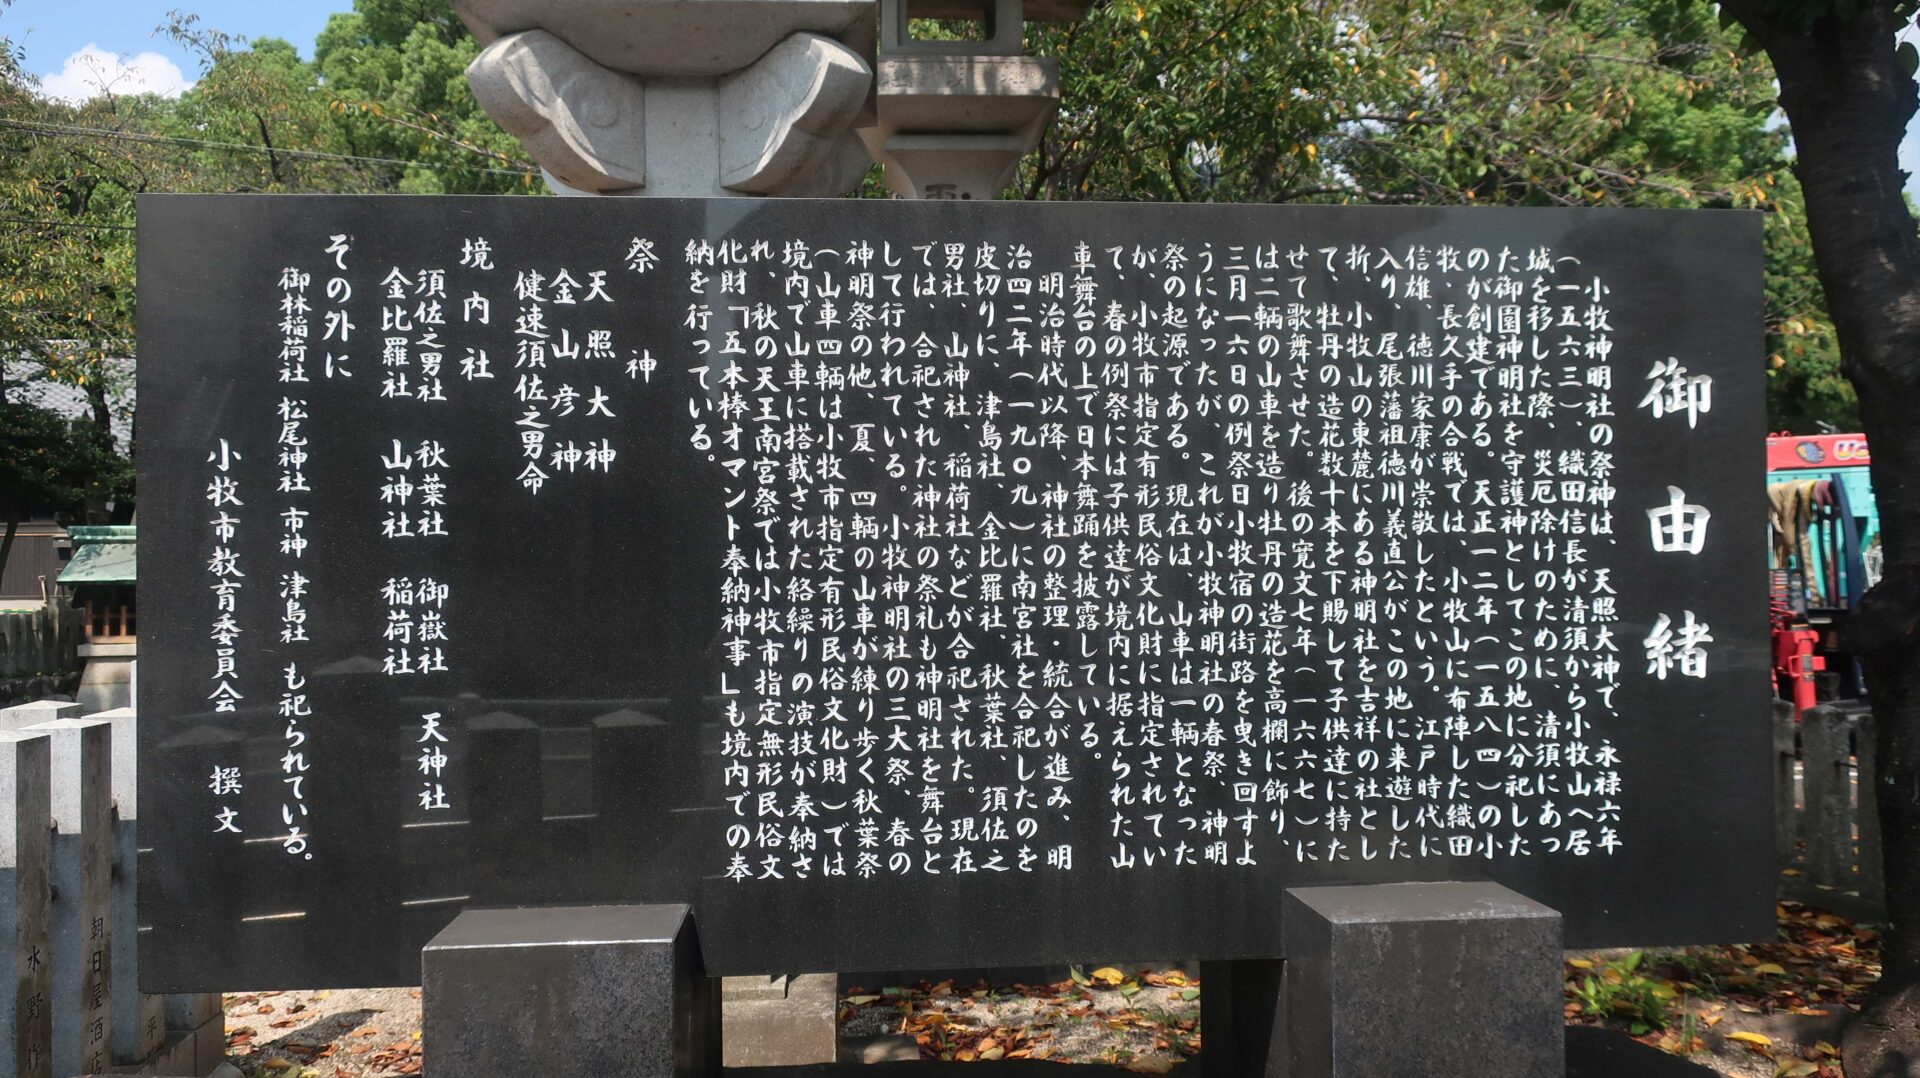 御由緒
小牧神明社の祭神は、天照大神で、永禄六年
(一五六三)、織田信長が清須から小牧山へ居
城を移した際、災厄除けのために、清須にあっ
た御園神明社を守護神としてこの地に分祀した
のが創建である。天正一二年(一五八四)の小
牧・長久手の合戦では、小牧山に布陣した織田
信雄、徳川家康が崇敬したという。江戸時代に
入り、尾張藩祖徳川義直公がこの地に来遊した
折、小牧山の東麓にある神明社を吉祥の社とし
て、牡丹の造花数十本を下賜して子供達に持た
せて歌舞させた。後の寛文七年(一六六七)に
は二輌の山車を造り牡丹の造花を高欄に飾り、
三月一六日の例祭日小牧宿の街路を曳き回すよ
うになったが、これが小牧神明社の春祭、神明
祭の起源である。現在は、山車は一輌となった
が、小牧市指定有形民俗文化財に指定されてい
て、春の例祭には子供達が境内に据えられた山
車舞台の上で日本舞踊を披露している。
明治時代以降、神社の整理・統合が進み、明
治四二年(一九〇九)に南宮社を合祀したのを
皮切りに、津島社、金比羅社、秋葉社、須佐之
男社、山神社、稲荷社などが合祀された。現在
では、合祀された神社の祭礼も神明社を舞台と
して行われている。小牧神明社の三大祭、春の
神明祭の他、夏、四輌の山車が練り歩く秋葉祭
(山車四輌は小牧市指定有形民俗文化財)では
境内で山車に搭載された絡繰りの演技が奉納さ
れ、秋の天王南宮祭では小牧市指定無形民俗文
化財「五本棒オマント奉納神事」も境内での奉
納を行っている。
祭神
天照大神
金山彦神
健速須佐之男命
境内社
須佐之男社 秋葉社 御嶽社 天神社
金比羅社 山神社 稲荷社
その外に
御林稲荷社 松尾神社 市神 津島社 も祀られている。
小牧市教育委員会 撰文
朝日屋酒店
水野作
平